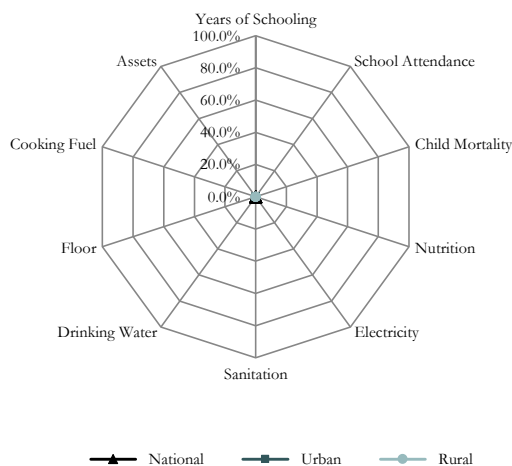 Years of Schooling
100.0%
Assets
School Attendance
80.0%
60.0%
Cooking Fuel
40.0%
Child Mortality
20.0%
0.0%
Floor
Nutrition
Drinking Water
Electricity
Sanitation
National Urban Rural